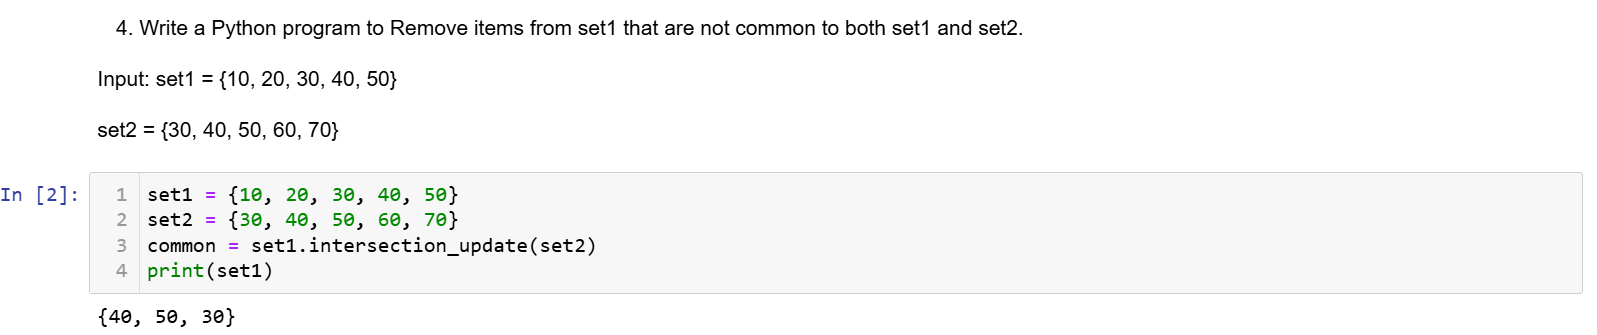 4. Write a Python program to Remove items from set1 that are not common to both set1 and set2.
Input: set1 = {10, 20, 30, 40, 50}
set2 = {30, 40, 50, 60, 70}
In [2]:
1 set1 = {10, 20, 30, 40, 50}
2 set2 = {30, 40, 50, 60, 70}
3 common = set1.intersection_update(set2)
4 print(set1)
{40, 50, 30}